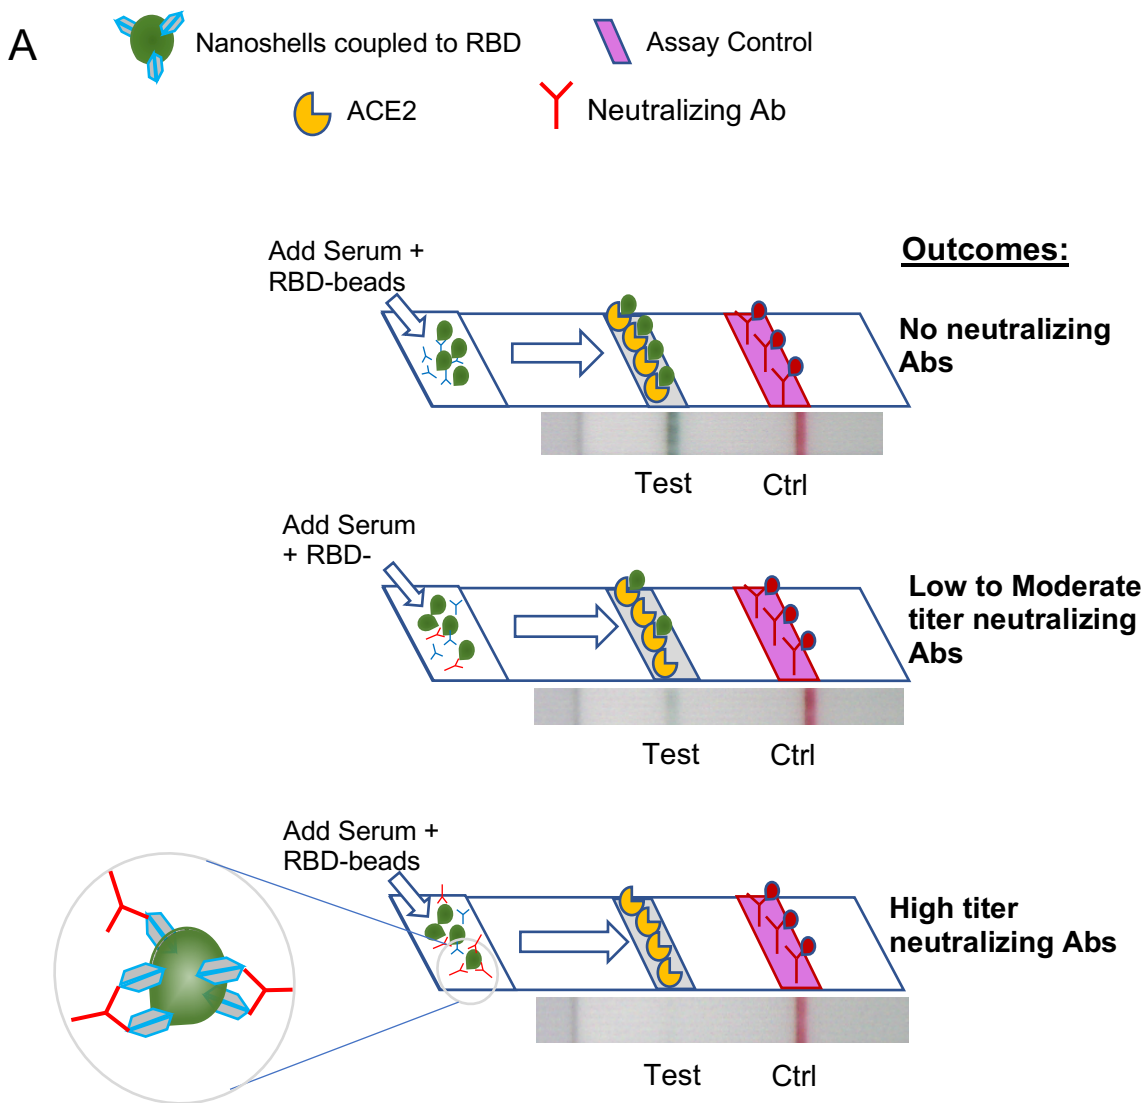 A
Nanoshells coupled to RBD
Assay Control
ACE2
Neutralizing Ab
Add Serum +
RBD-beads
Outcomes:
No neutralizing
Abs
Test
Ctrl
Add Serum
+ RBD-
Low to Moderate
titer neutralizing
Abs
Test
Ctrl
Add Serum +
RBD-beads
High titer
neutralizing Abs
Test
Ctrl